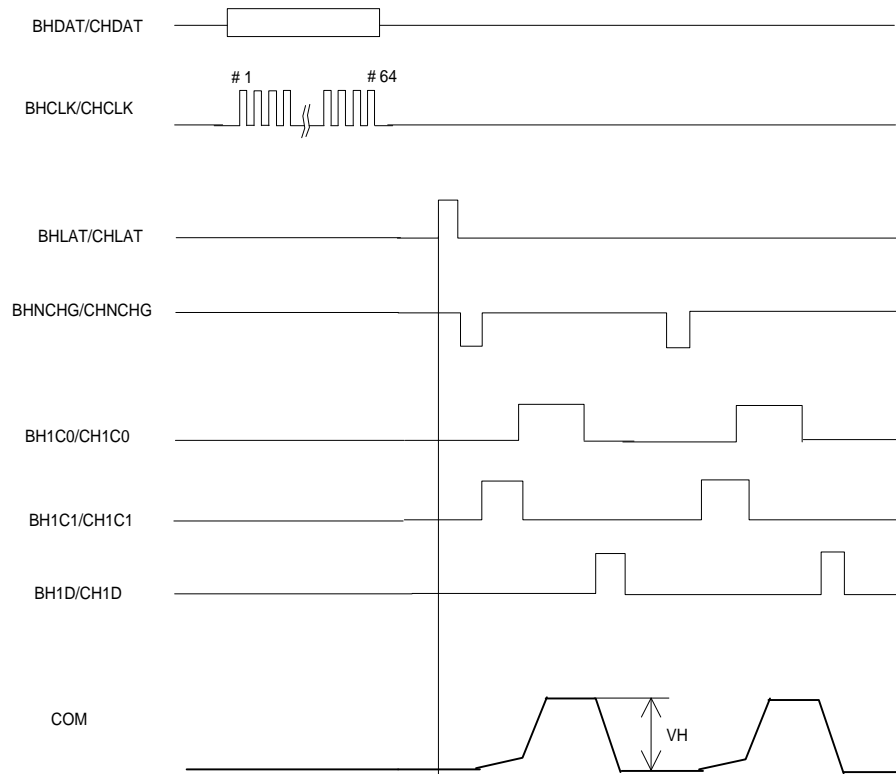 BHDAT/CHDAT
# 1
# 64
BHCLK/CHCLK
BHLAT/CHLAT
BHNCHG/CHNCHG
BH1C0/CH1C0
BH1C1/CH1C1
BH1D/CH1D
COM
VH